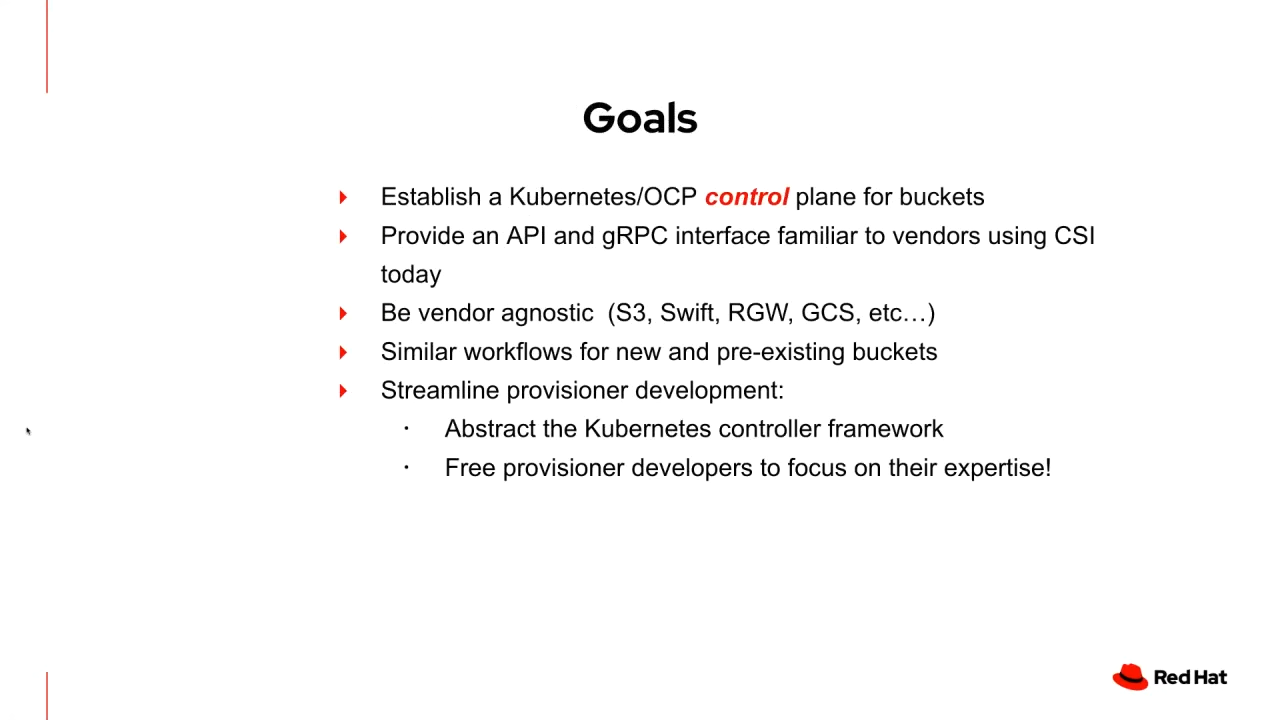 Goals
Establish a Kubernetes/OCP control plane for buckets
Provide an API and gRPC interface familiar to vendors using CSI
today
Be vendor agnostic  (S3, Swift, RGW, GCS, etc…)
Similar workflows for new and pre-existing buckets
Streamline provisioner development:
Abstract the Kubernetes controller framework
Free provisioner developers to focus on their expertise!
Red Hat